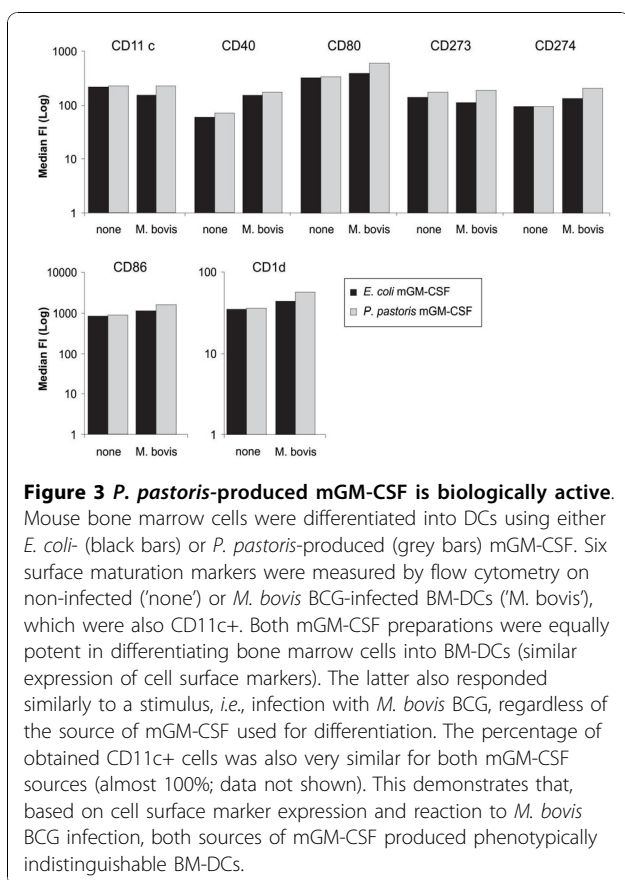 CD11 c CD40 CD80 CD273 CD274
1000
100
10
1
Median FI (Log)
none M. bovis none M. bovis none M. bovis none M. bovis none M. bovis
CD86 CD1d
10000 100
1000
100 10
10
1 1
Median FI (Log)
none M. bovis none M. bovis
E. coli mGM-CSF
P. pastoris mGM-CSF
Figure 3 P. pastoris-produced mGM-CSF is biologically active.
Mouse bone marrow cells were differentiated into DCs using either
E. coli- (black bars) or P. pastoris-produced (grey bars) mGM-CSF. Six
surface maturation markers were measured by flow cytometry on
non-infected ('none') or M. bovis BCG-infected BM-DCs ('M. bovis'),
which were also CD11c+. Both mGM-CSF preparations were equally
potent in differentiating bone marrow cells into BM-DCs (similar
expression of cell surface markers). The latter also responded
similarly to a stimulus, i.e., infection with M. bovis BCG, regardless of
the source of mGM-CSF used for differentiation. The percentage of
obtained CD11c+ cells was also very similar for both mGM-CSF
sources (almost 100%; data not shown). This demonstrates that,
based on cell surface marker expression and reaction to M. bovis
BCG infection, both sources of mGM-CSF produced phenotypically
indistinguishable BM-DCs.